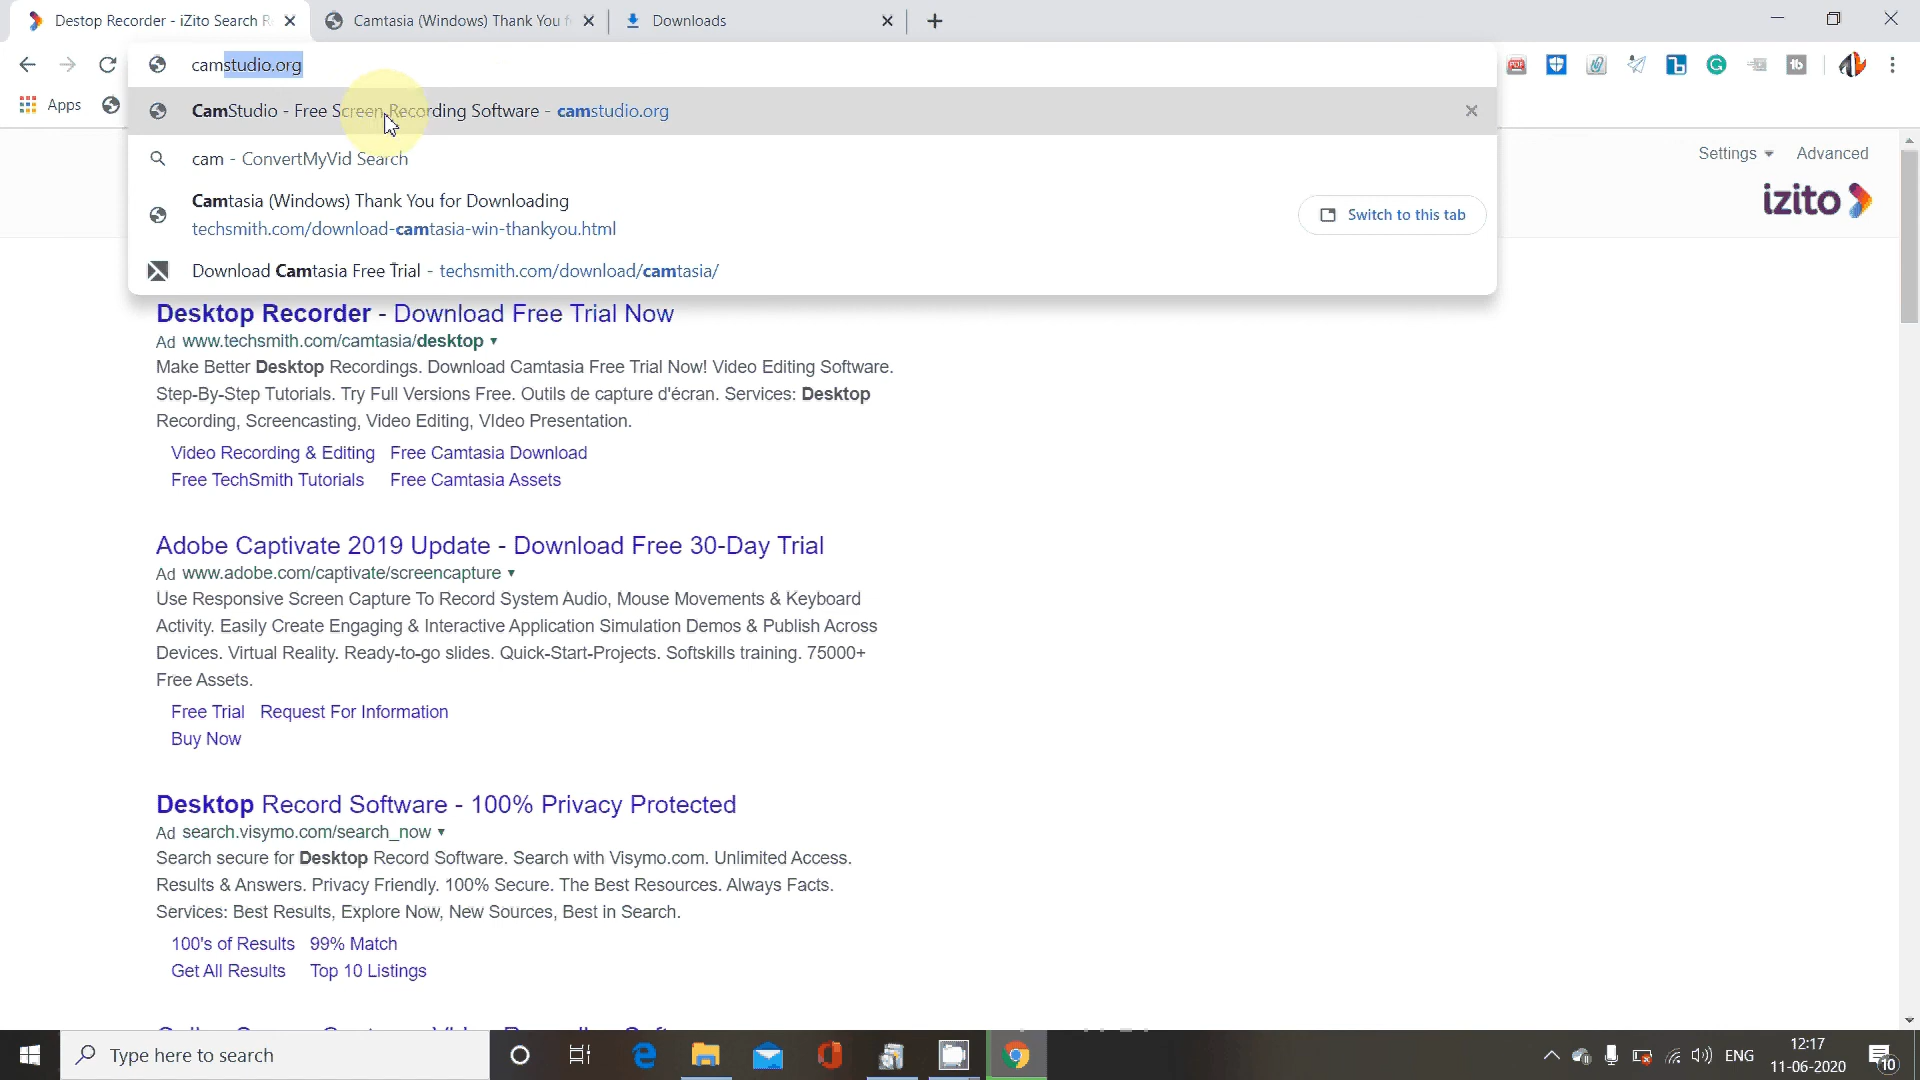 Destop Recorder - iZito Search R
Camtasia (Windows) Thank You f
Downloads
camstudio.org
Apps
CamStudio - Free Screen Recording Software - camstudio.org
cam - ConvertMyVid Search
Camtasia (Windows) Thank You for Downloading
techsmith.com/download-camtasia-win-thankyou.html
Switch to this tab
Download Camtasia Free Trial - techsmith.com/download/camtasia/
Settings
Advanced
izito
Desktop Recorder - Download Free Trial Now
Ad www.techsmith.com/camtasia/desktop
Make Better Desktop Recordings. Download Camtasia Free Trial Now! Video Editing Software.
Step-By-Step Tutorials. Try Full Versions Free. Outils de capture d'écran. Services: Desktop
Recording, Screencasting, Video Editing, VIdeo Presentation.
Video Recording & Editing Free Camtasia Download
Free TechSmith Tutorials Free Camtasia Assets
Adobe Captivate 2019 Update - Download Free 30-Day Trial
Ad www.adobe.com/captivate/screencapture
Use Responsive Screen Capture To Record System Audio, Mouse Movements & Keyboard
Activity. Easily Create Engaging & Interactive Application Simulation Demos & Publish Across
Devices. Virtual Reality. Ready-to-go slides. Quick-Start-Projects. Softskills training. 75000+
Free Assets.
Free Trial Request For Information
Buy Now
Desktop Record Software - 100% Privacy Protected
Ad search.visymo.com/search_now
Search secure for Desktop Record Software. Search with Visymo.com. Unlimited Access.
Results & Answers. Privacy Friendly. 100% Secure. The Best Resources. Always Facts.
Services: Best Results, Explore Now, New Sources, Best in Search.
100's of Results 99% Match
Get All Results Top 10 Listings
Type here to search
ENG
12:17
11-06-2020
10